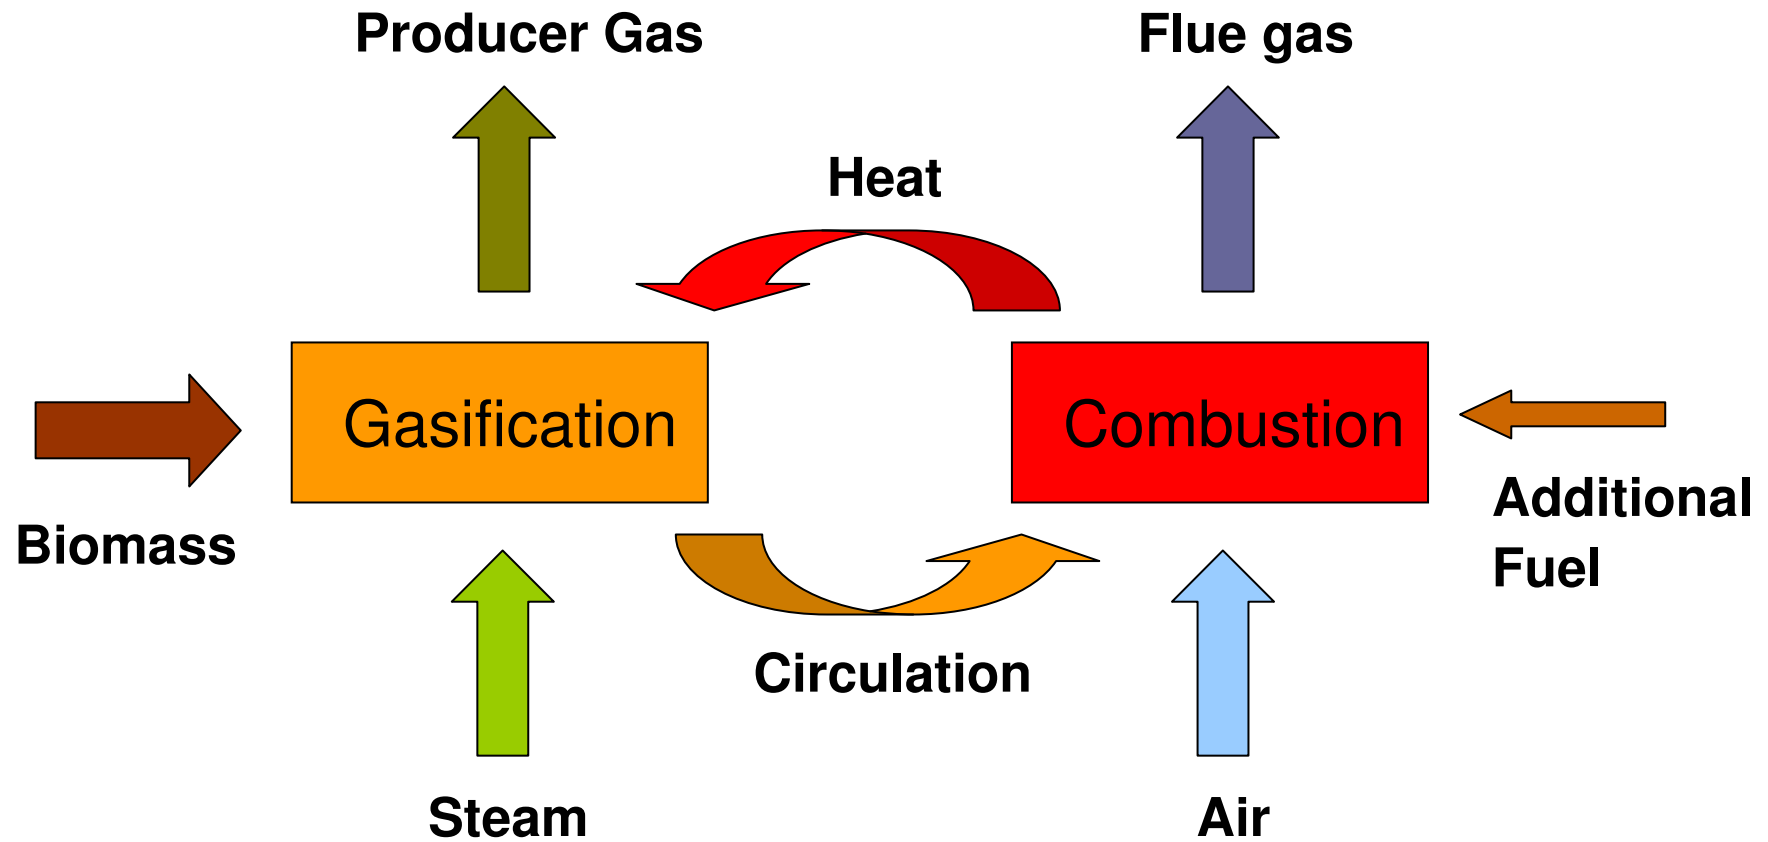 Producer Gas
Flue gas
Heat
Gasification
Combustion
Additional
Fuel
Biomass
Circulation
Steam
Air